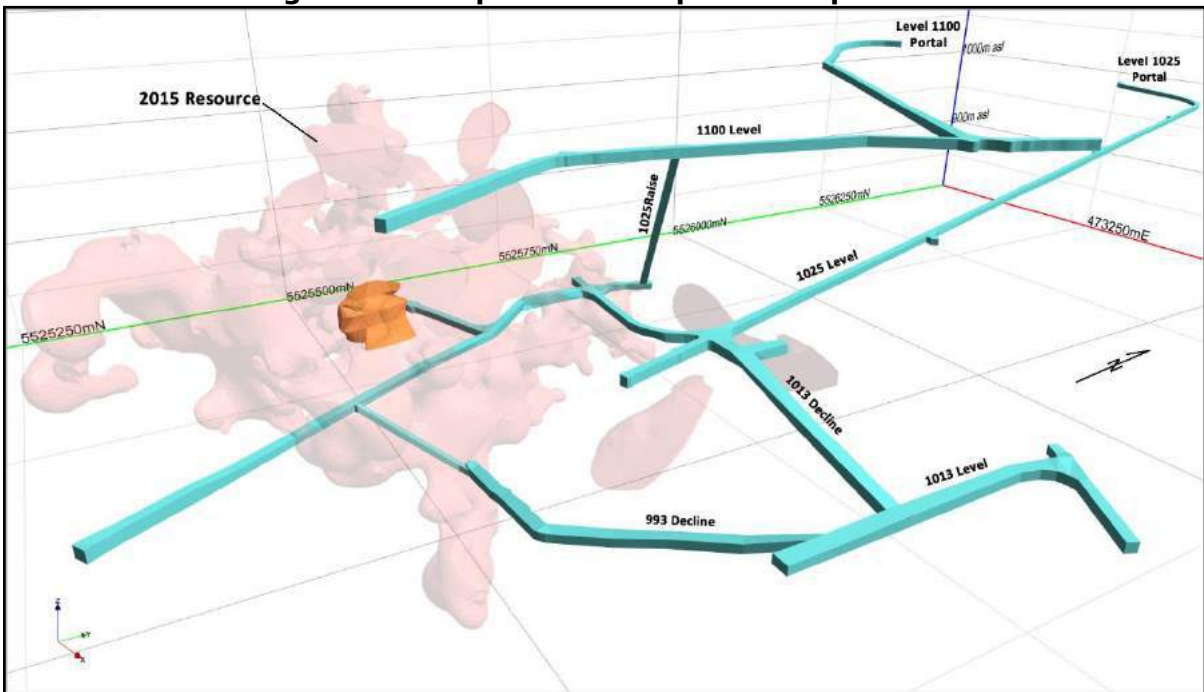 Level 1100
Portal
1000m asl
Level 1025
Portal
2015 Resource
900m asl
1100 Level
1025Raise
5526250mN
5526000mN
473250mE
5525750mN
1025 Level
5525500mN
5525250mN
N
1013 Decline
1013 Level
993 Decline
Z
Y
X